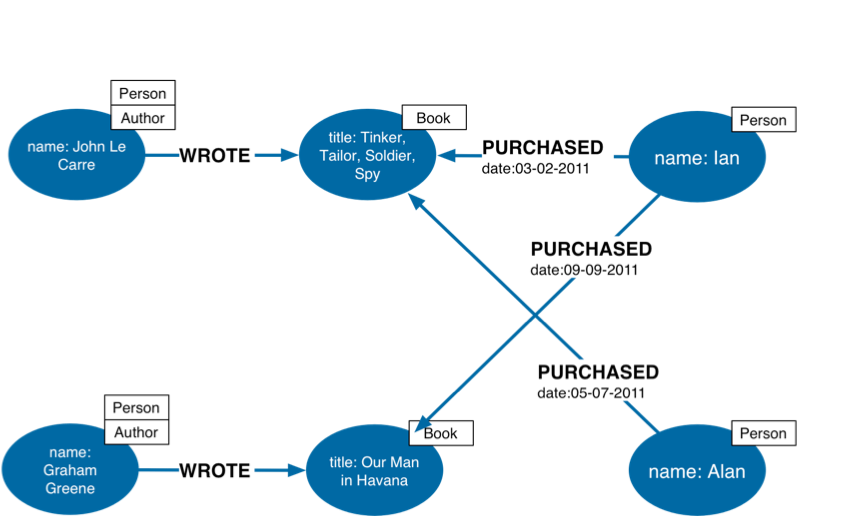 Person
Author
name: John Le
Carre
WROTE
Book
title: Tinker,
Tailor, Soldier,
Spy
PURCHASED
date:03-02-2011
Person
name: Ian
PURCHASED
date:09-09-2011
PURCHASED
date:05-07-2011
Person
Author
name:
Graham
Greene
WROTE
Book
title: Our Man
in Havana
Person
name: Alan